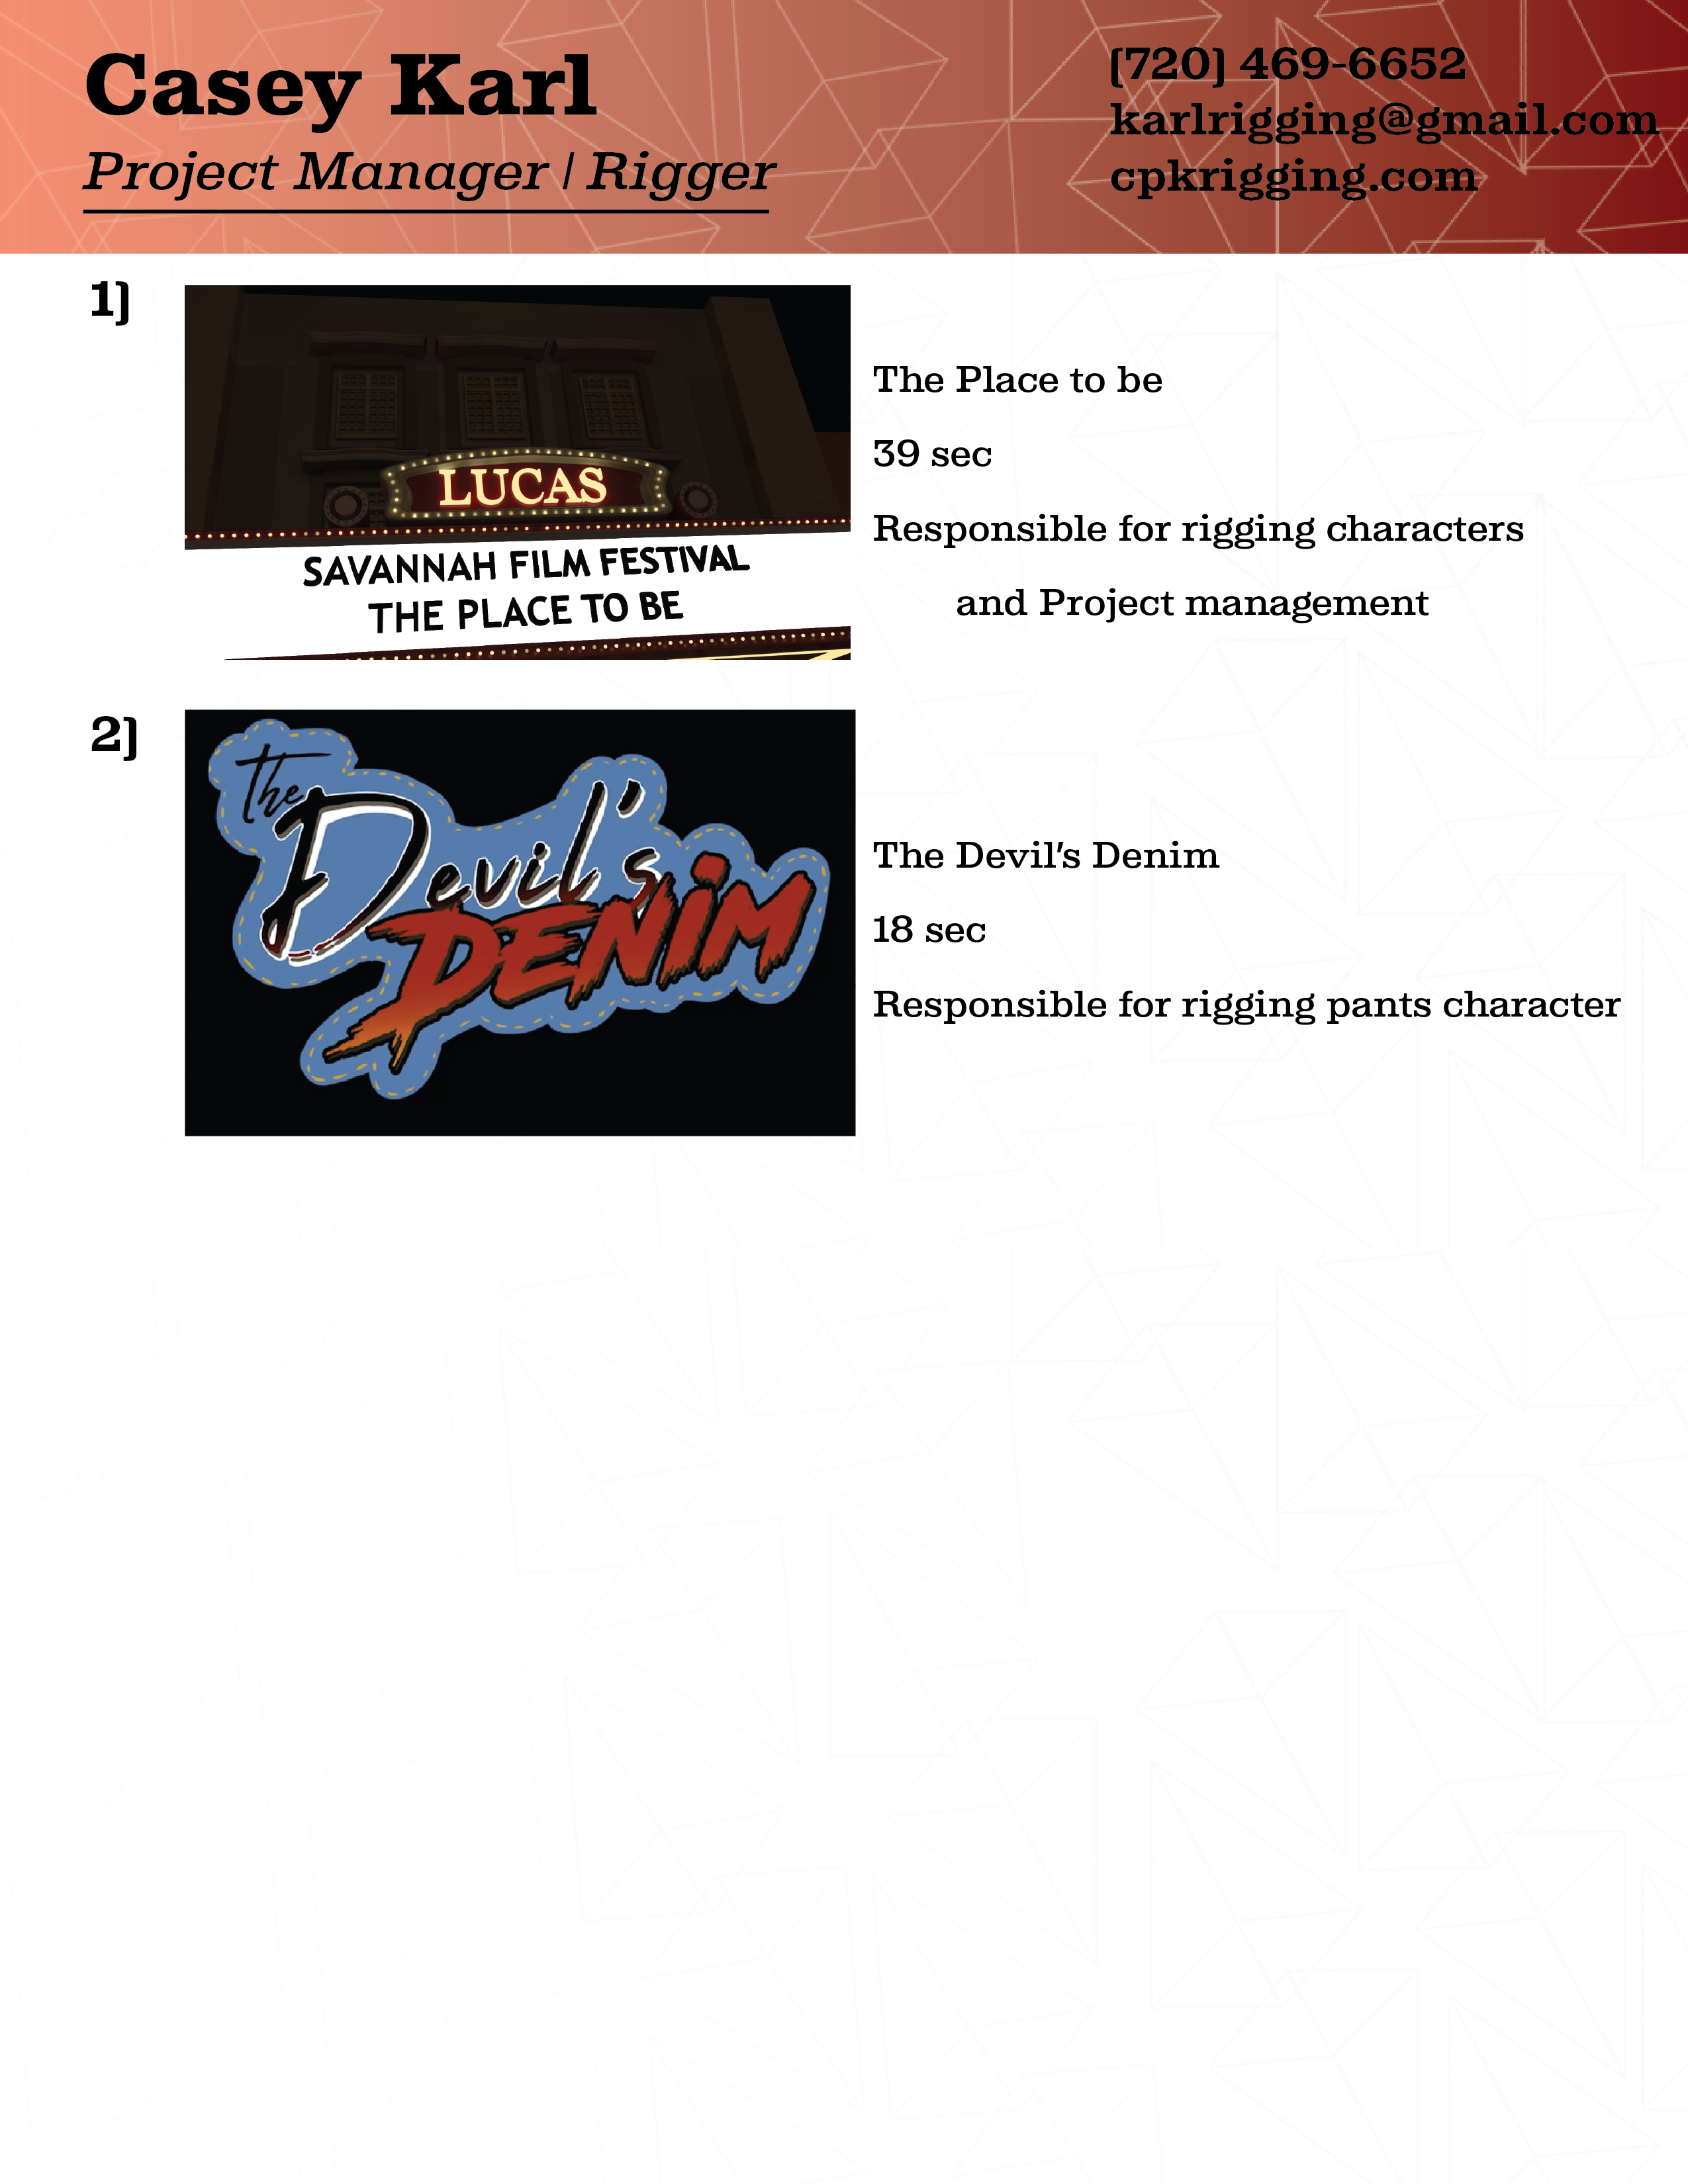 Casey Karl
Project Manager | Rigger
(720) 469-6652
karlrigging@gmail.com
cpkrigging.com
1)
LUCAS
SAVANNAH FILM FESTIVAL
THE PLACE TO BE
The Place to be
39 sec
Responsible for rigging characters
and Project management
2)
The
Devil's
DENIM
The Devil's Denim
18 sec
Responsible for rigging pants character